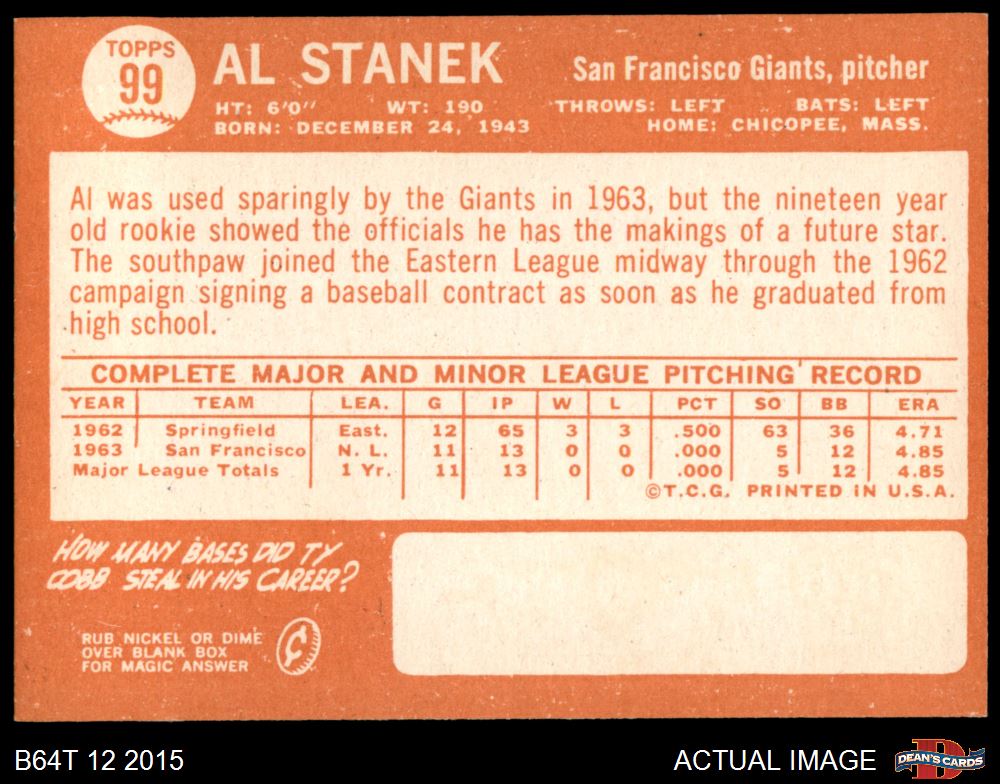 TOPPS
99
AL STANEK
San Francisco Giants, pitcher
HT: 6'0" WT: 190 THROWS: LEFT BATS: LEFT
BORN: DECEMBER 24, 1943 HOME: CHICOPEE, MASS.
Al was used sparingly by the Giants in 1963, but the nineteen year
old rookie showed the officials he has the makings of a future star.
The southpaw joined the Eastern League midway through the 1962
campaign signing a baseball contract as soon as he graduated from
high school.
COMPLETE MAJOR AND MINOR LEAGUE PITCHING RECORD
YEAR TEAM LEA. G IP W L PCT SO BB ERA
1962 Springfield East. 12 65 3 3 .500 63 36 4.71
1963 San Francisco N. L. 11 13 0 0 .000 5 12 4.85
Major League Totals 1 Yr. 11 13 0 0 .000 5 12 4.85
©T.C.G. PRINTED IN U.S.A.
HOW MANY BASES DID TY
COBB STEAL IN HIS CAREER?
RUB NICKEL OR DIME
OVER BLANK BOX
FOR MAGIC ANSWER
¢
B64T 12 2015 ACTUAL IMAGE
D
DEAN'S CARDS